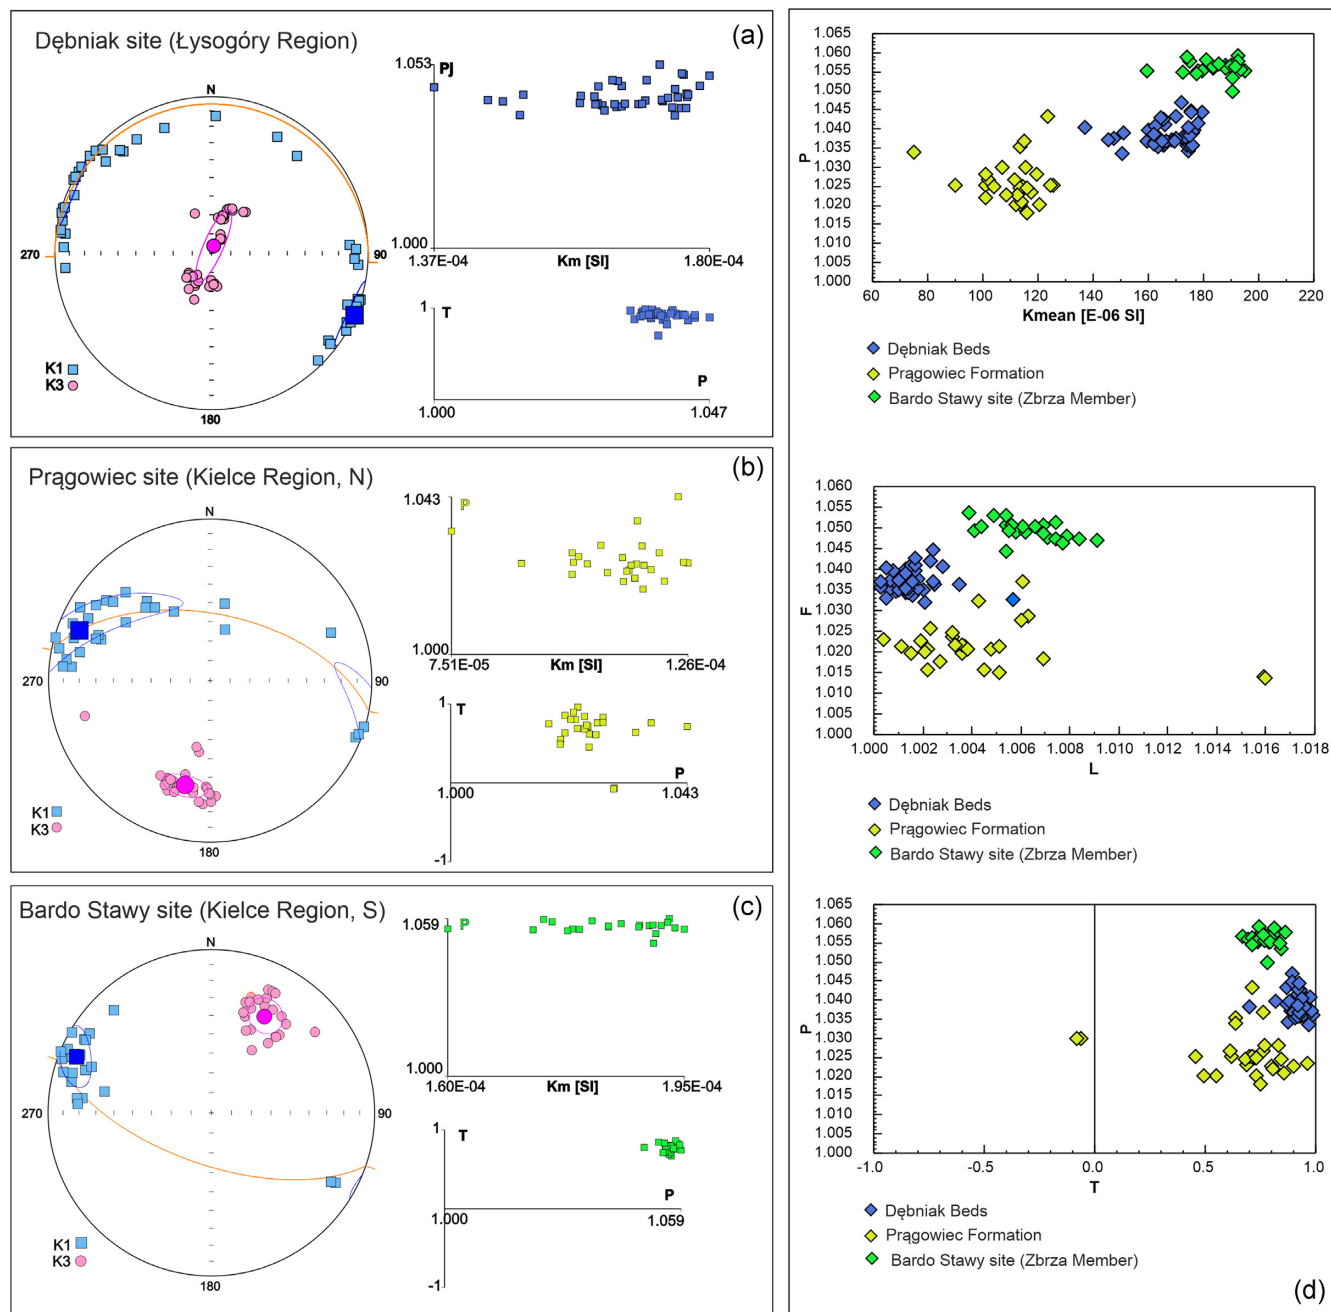 Dębniak site (Łysogóry Region)
(a)
N
270
90
180
K1
K3
1.053
PJ
1.000
1.37E-04
Km [SI]
1.80E-04
1
T
P
1.000
1.047
Prągowiec site (Kielce Region, N)
(b)
N
270
90
180
K1
K3
1.043
P
1.000
7.51E-05
Km [SI]
1.26E-04
1
T
P
1.000
1.043
-1
Bardo Stawy site (Kielce Region, S)
(c)
N
270
90
180
K1
K3
1.059
P
1.000
1.60E-04
Km [SI]
1.95E-04
1
T
P
1.000
1.059
-1
1.065
1.060
1.055
1.050
1.045
1.040
1.035
1.030
1.025
1.020
1.015
1.010
1.005
1.000
P
60 80 100 120 140 160 180 200 220
Kmean [E-06 SI]
Dębniak Beds
Prągowiec Formation
Bardo Stawy site (Zbrza Member)
1.060
1.055
1.050
1.045
1.040
1.035
1.030
1.025
1.020
1.015
1.010
1.005
1.000
F
1.000 1.002 1.004 1.006 1.008 1.010 1.012 1.014 1.016 1.018
L
Dębniak Beds
Prągowiec Formation
Bardo Stawy site (Zbrza Member)
1.065
1.060
1.055
1.050
1.045
1.040
1.035
1.030
1.025
1.020
1.015
1.010
1.005
1.000
P
-1.0 -0.5 0.0 0.5 1.0
T
Dębniak Beds
Prągowiec Formation
Bardo Stawy site (Zbrza Member)
(d)